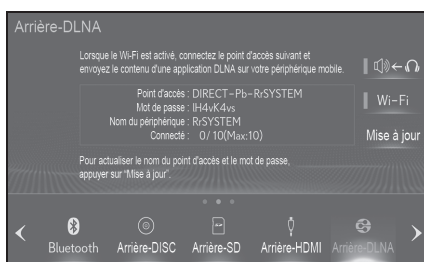 Arrière-DLNA
Lorsque le Wi-Fi est activé, connectez le point d'accès suivant et
envoyez le contenu d'une application DLNA sur votre périphérique mobile.
Point d'accès : DIRECT-Pb-RrSYSTEM
Mot de passe : IH4vK4vs
Nom du périphérique : RrSYSTEM
Connecté : 0/10(Max:10)
Wi-Fi
Mise à jour
Pour actualiser le nom du point d'accès et le mot de passe,
appuyer sur "Mise à jour".
Bluetooth Arrière-DISC Arrière-SD Arrière-HDMI Arrière-DLNA